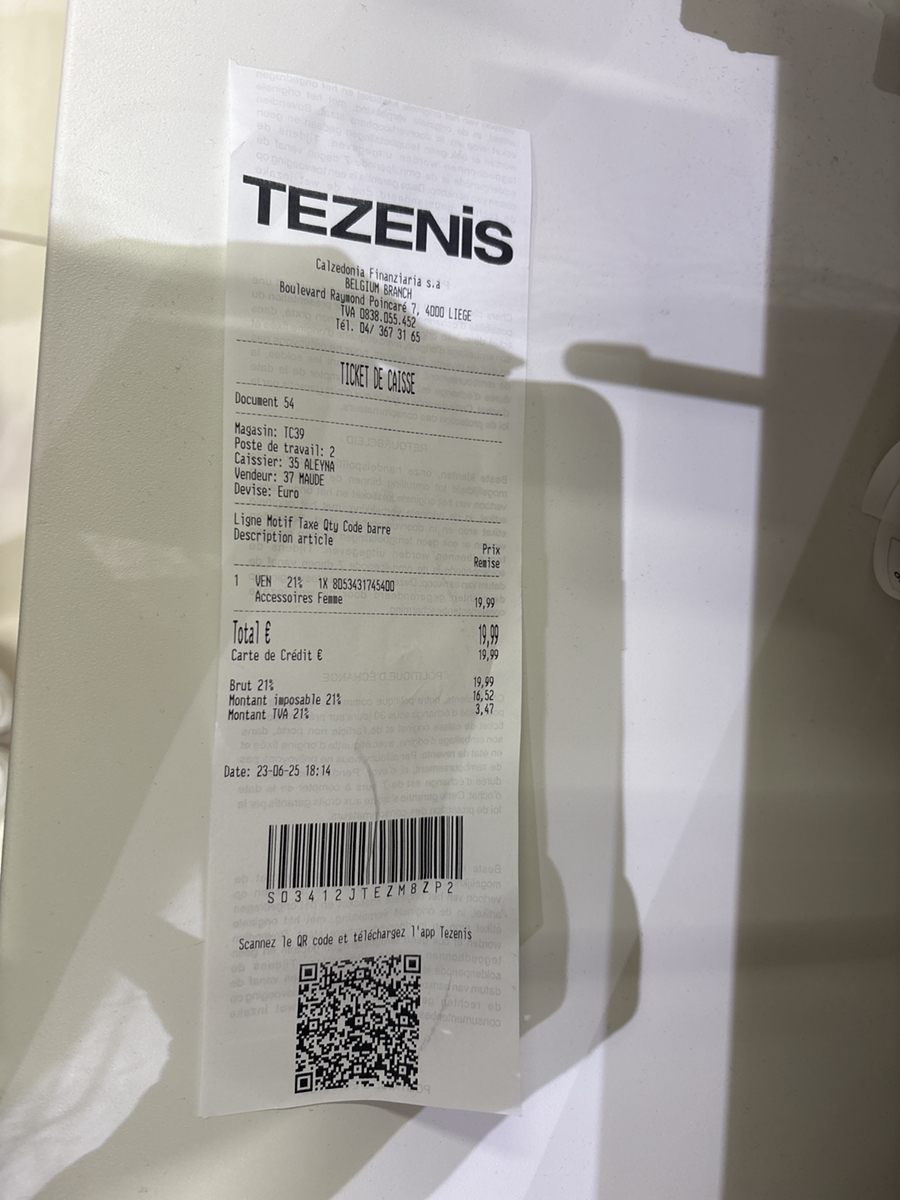 TEZENIS
Calzedonia Finanziaria s.a
BELGIUM BRANCH
Boulevard Raymond Poincaré 7, 4000 LIEGE
TVA 0838.055.452
Tél. 04/ 367 31 65
TICKET DE CAISSE
Document 54
Magasin: TC39
Poste de travail: 2
Caissier: 35 ALEYNA
Vendeur: 37 MAUDE
Devise: Euro
Ligne Motif Taxe Qty Code barre
Description article Prix
Remise
1 VEN 21% 1X 8053431745400
Accessoires Femme 19,99
Total € 19,99
Carte de Crédit € 19,99
Brut 21% 19,99
Montant imposable 21% 16,52
Montant TVA 21% 3,47
Date: 23-06-25 18:14
S03412JTEZM8ZP2
Scannez le QR code et téléchargez l'app Tezenis